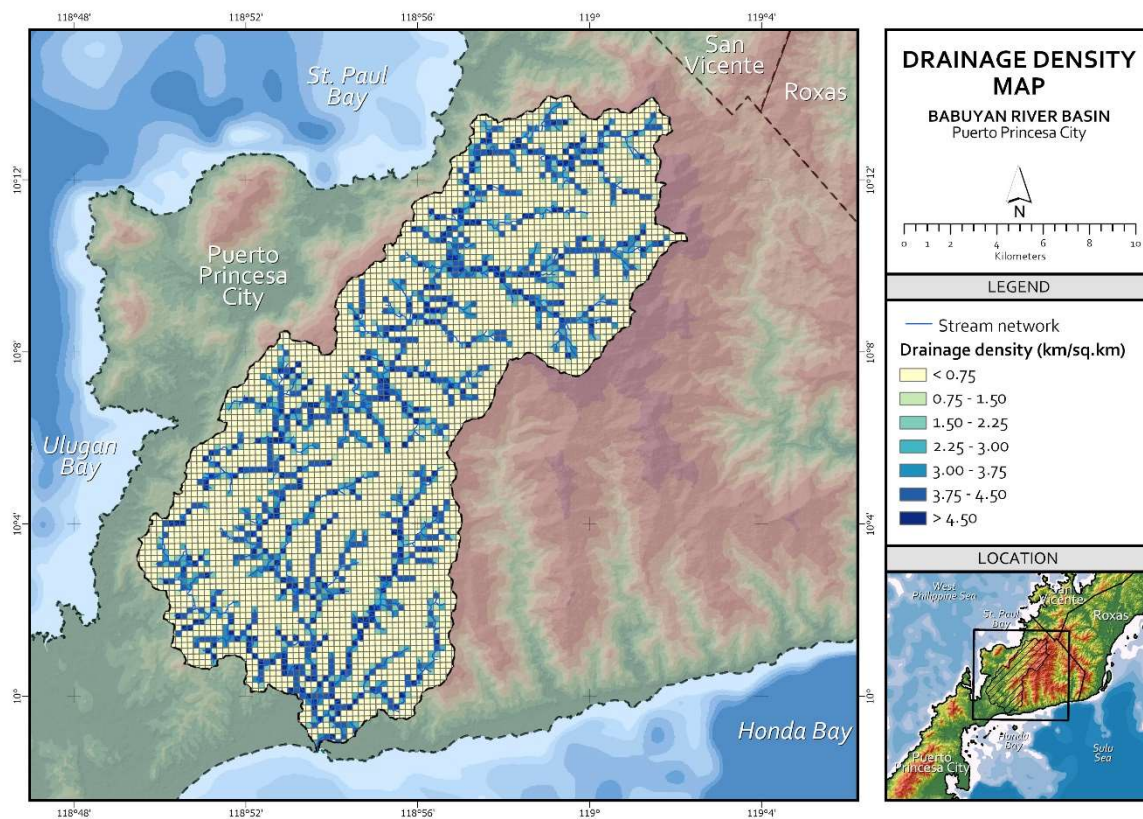 118°48' 118°52' 118°56' 119° 119°4'
St. Paul
Bay
San
Vicente
Roxas
Puerto
Princesa
City
Ulugan
Bay
Honda Bay
10°12' 10°12'
10°8' 10°8'
10°4' 10°4'
10° 10°
118°48' 118°52' 118°56' 119° 119°4'
DRAINAGE DENSITY
MAP
BABUYAN RIVER BASIN
Puerto Princesa City
N
0 1 2 4 6 8 10
Kilometers
LEGEND
Stream network
Drainage density (km/sq.km)
< 0.75
0.75 - 1.50
1.50 - 2.25
2.25 - 3.00
3.00 - 3.75
3.75 - 4.50
> 4.50
LOCATION
West
Philippine Sea
San
Vicente
St. Paul
Bay
Roxas
Honda
Bay
Sulu
Sea
Puerto
Princesa City